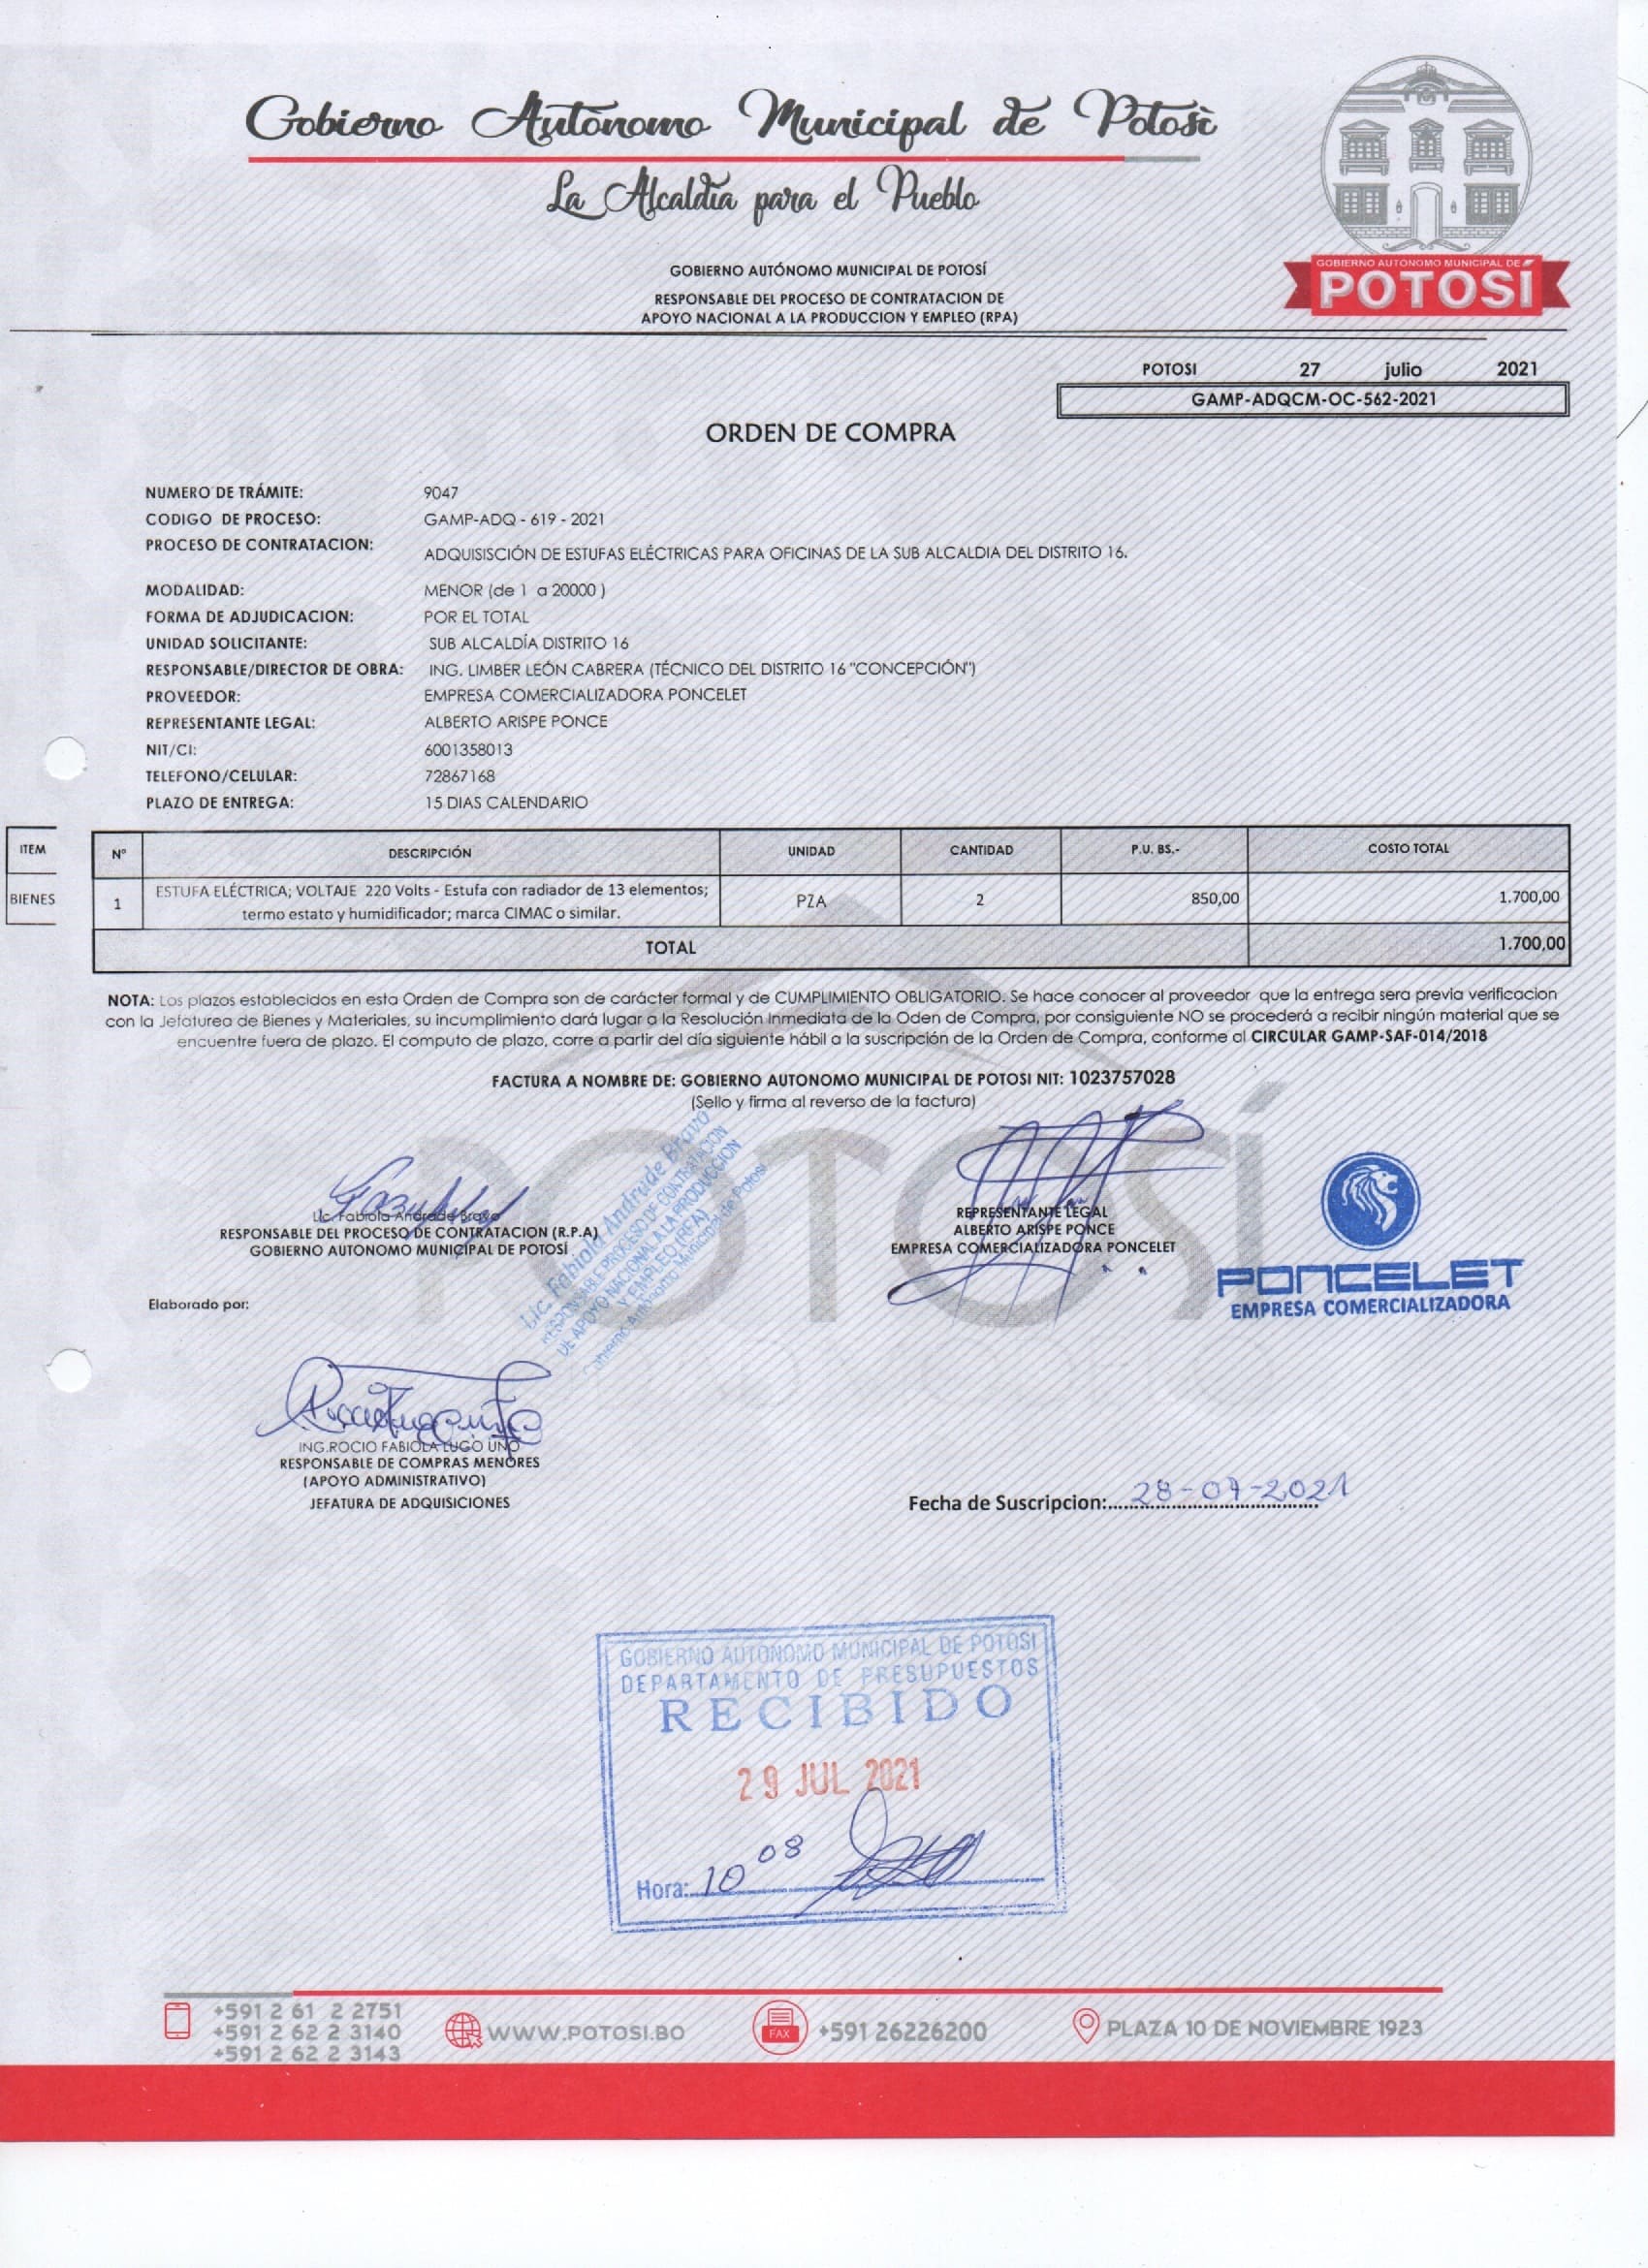 Gobierno Autònomo Municipal de Potosì
La Alcaldía para el Pueblo
GOBIERNO AUTONOMO MUNICIPAL DE
POTOSÍ
GOBIERNO AUTÓNOMO MUNICIPAL DE POTOSÍ
RESPONSABLE DEL PROCESO DE CONTRATACION DE
APOYO NACIONAL A LA PRODUCCION Y EMPLEO (RPA)
POTOSI 27 julio 2021
GAMP-ADQCM-OC-562-2021
ORDEN DE COMPRA
NUMERO DE TRÁMITE: 9047
CODIGO DE PROCESO: GAMP-ADQ - 619 - 2021
PROCESO DE CONTRATACION: ADQUISISCIÓN DE ESTUFAS ELÉCTRICAS PARA OFICINAS DE LA SUB ALCALDIA DEL DISTRITO 16.
MODALIDAD: MENOR (de 1 a 20000 )
FORMA DE ADJUDICACION: POR EL TOTAL
UNIDAD SOLICITANTE: SUB ALCALDÍA DISTRITO 16
RESPONSABLE/DIRECTOR DE OBRA: ING. LIMBER LEÓN CABRERA (TÉCNICO DEL DISTRITO 16 "CONCEPCIÓN")
PROVEEDOR: EMPRESA COMERCIALIZADORA PONCELET
REPRESENTANTE LEGAL: ALBERTO ARISPE PONCE
NIT/CI: 6001358013
TELEFONO/CELULAR: 72867168
PLAZO DE ENTREGA: 15 DIAS CALENDARIO
ITEM Nº DESCRIPCIÓN UNIDAD CANTIDAD P.U. BS.- COSTO TOTAL
BIENES 1 ESTUFA ELÉCTRICA; VOLTAJE 220 Volts - Estufa con radiador de 13 elementos; PZA 2 850,00 1.700,00
termo estato y humidificador; marca CIMAC o similar.
TOTAL 1.700,00
NOTA: Los plazos establecidos en esta Orden de Compra son de carácter formal y de CUMPLIMIENTO OBLIGATORIO. Se hace conocer al proveedor que la entrega sera previa verificacion
con la Jefaturea de Bienes y Materiales, su incumplimiento dará lugar a la Resolución Inmediata de la Oden de Compra, por consiguiente NO se procederá a recibir ningún material que se
encuentre fuera de plazo. El computo de plazo, corre a partir del día siguiente hábil a la suscripción de la Orden de Compra, conforme al CIRCULAR GAMP-SAF-014/2018
FACTURA A NOMBRE DE: GOBIERNO AUTONOMO MUNICIPAL DE POTOSI NIT: 1023757028
(Sello y firma al reverso de la factura)
POTOSÍ
Lic. Fabiola Andrade Bravo
RESPONSABLE DEL PROCESO DE CONTRATACION (R.P.A)
GOBIERNO AUTONOMO MUNICIPAL DE POTOSÍ
Lic. Fabiola Andrade Bravo
RESPONSABLE PROCESO DE CONTRATACION
DE APOYO NACIONAL A LA PRODUCCION
Y EMPLEO (RPA)
Gobierno Autónomo Municipal de Potosí
REPRESENTANTE LEGAL
ALBERTO ARISPE PONCE
EMPRESA COMERCIALIZADORA PONCELET
PONCELET
EMPRESA COMERCIALIZADORA
Elaborado por:
ING.ROCIO FABIOLA LUGO UÑO
RESPONSABLE DE COMPRAS MENORES
(APOYO ADMINISTRATIVO)
JEFATURA DE ADQUISICIONES
Fecha de Suscripcion: 28-07-2021
GOBIERNO AUTONOMO MUNICIPAL DE POTOSI
DEPARTAMENTO DE PRESUPUESTOS
RECIBIDO
29 JUL 2021
Hora: 10 08
+591 2 61 2 2751
+591 2 62 2 3140
+591 2 62 2 3143
WWW.POTOSI.BO
FAX
+591 26226200
PLAZA 10 DE NOVIEMBRE 1923